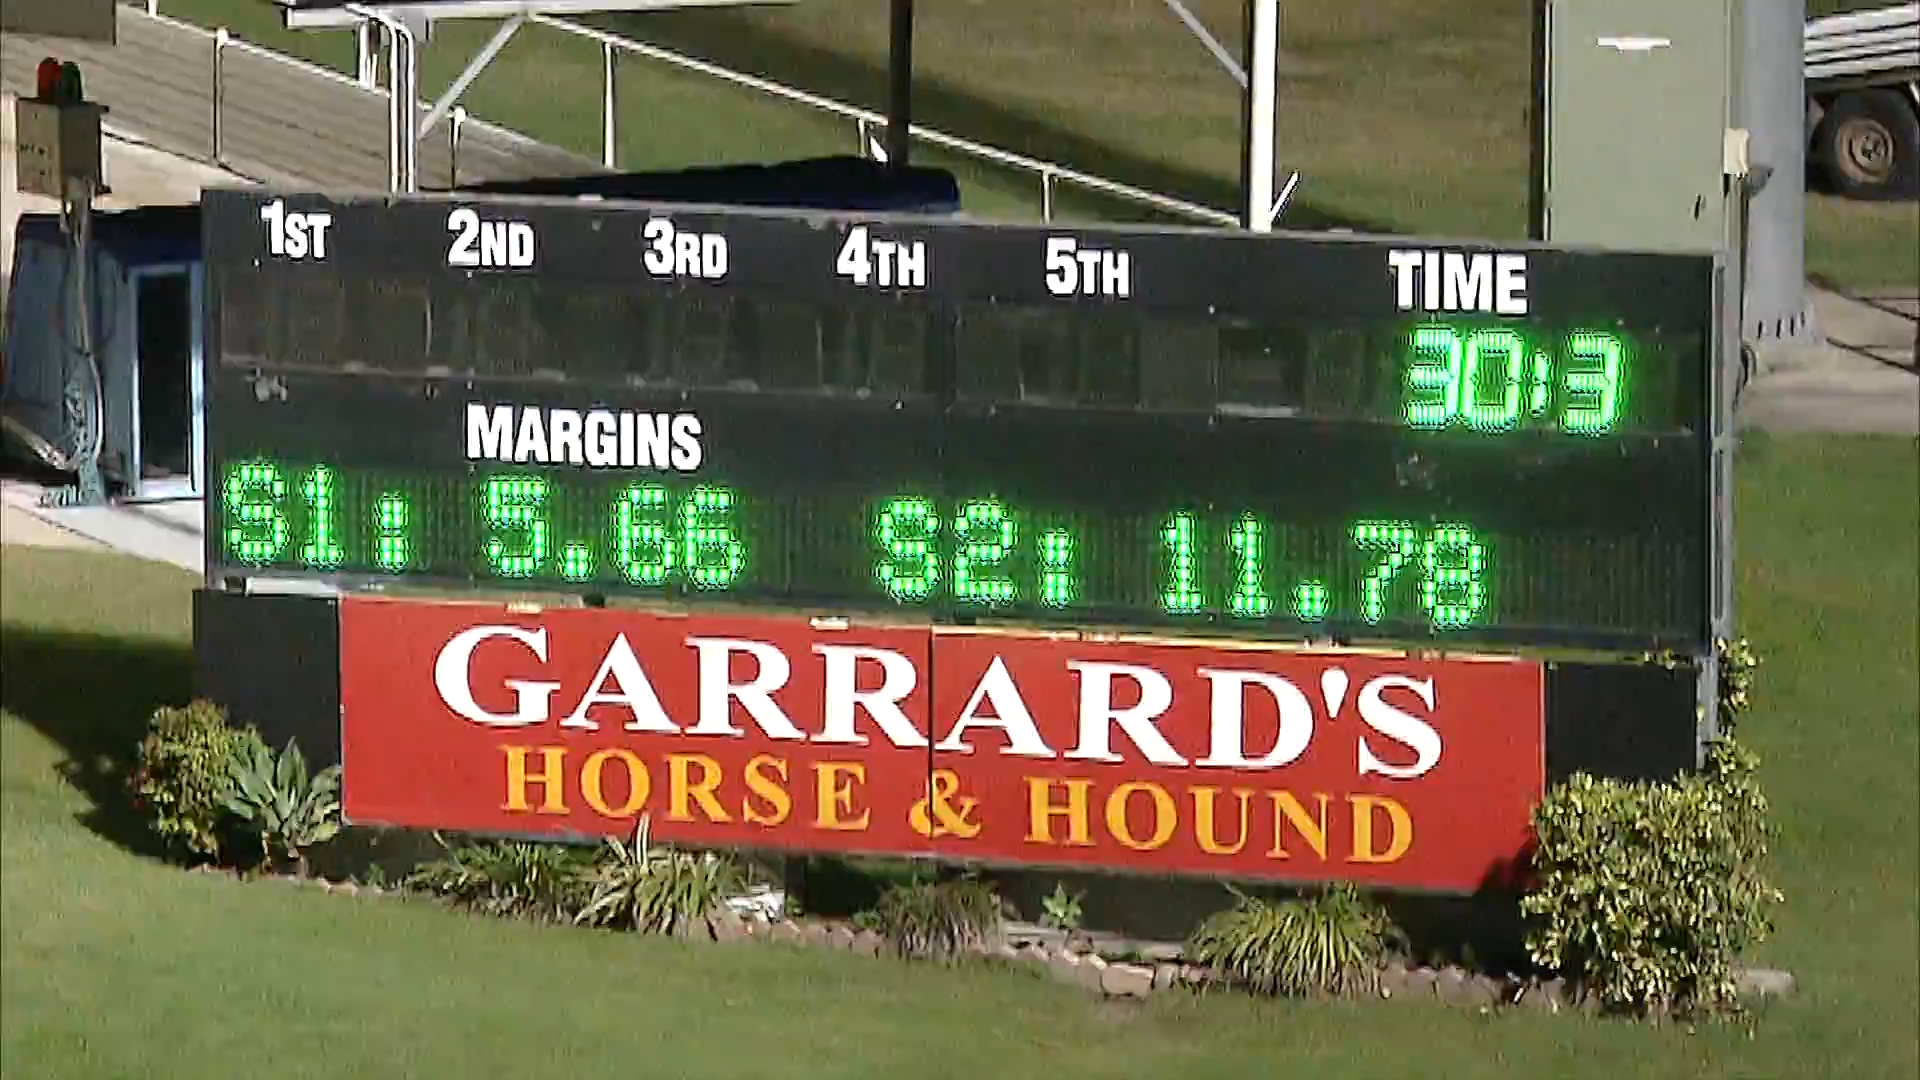 1ST 2ND 3RD 4TH 5TH TIME
30:3
MARGINS
S1: 5.66 S2: 11.78
GARRARD'S
HORSE & HOUND